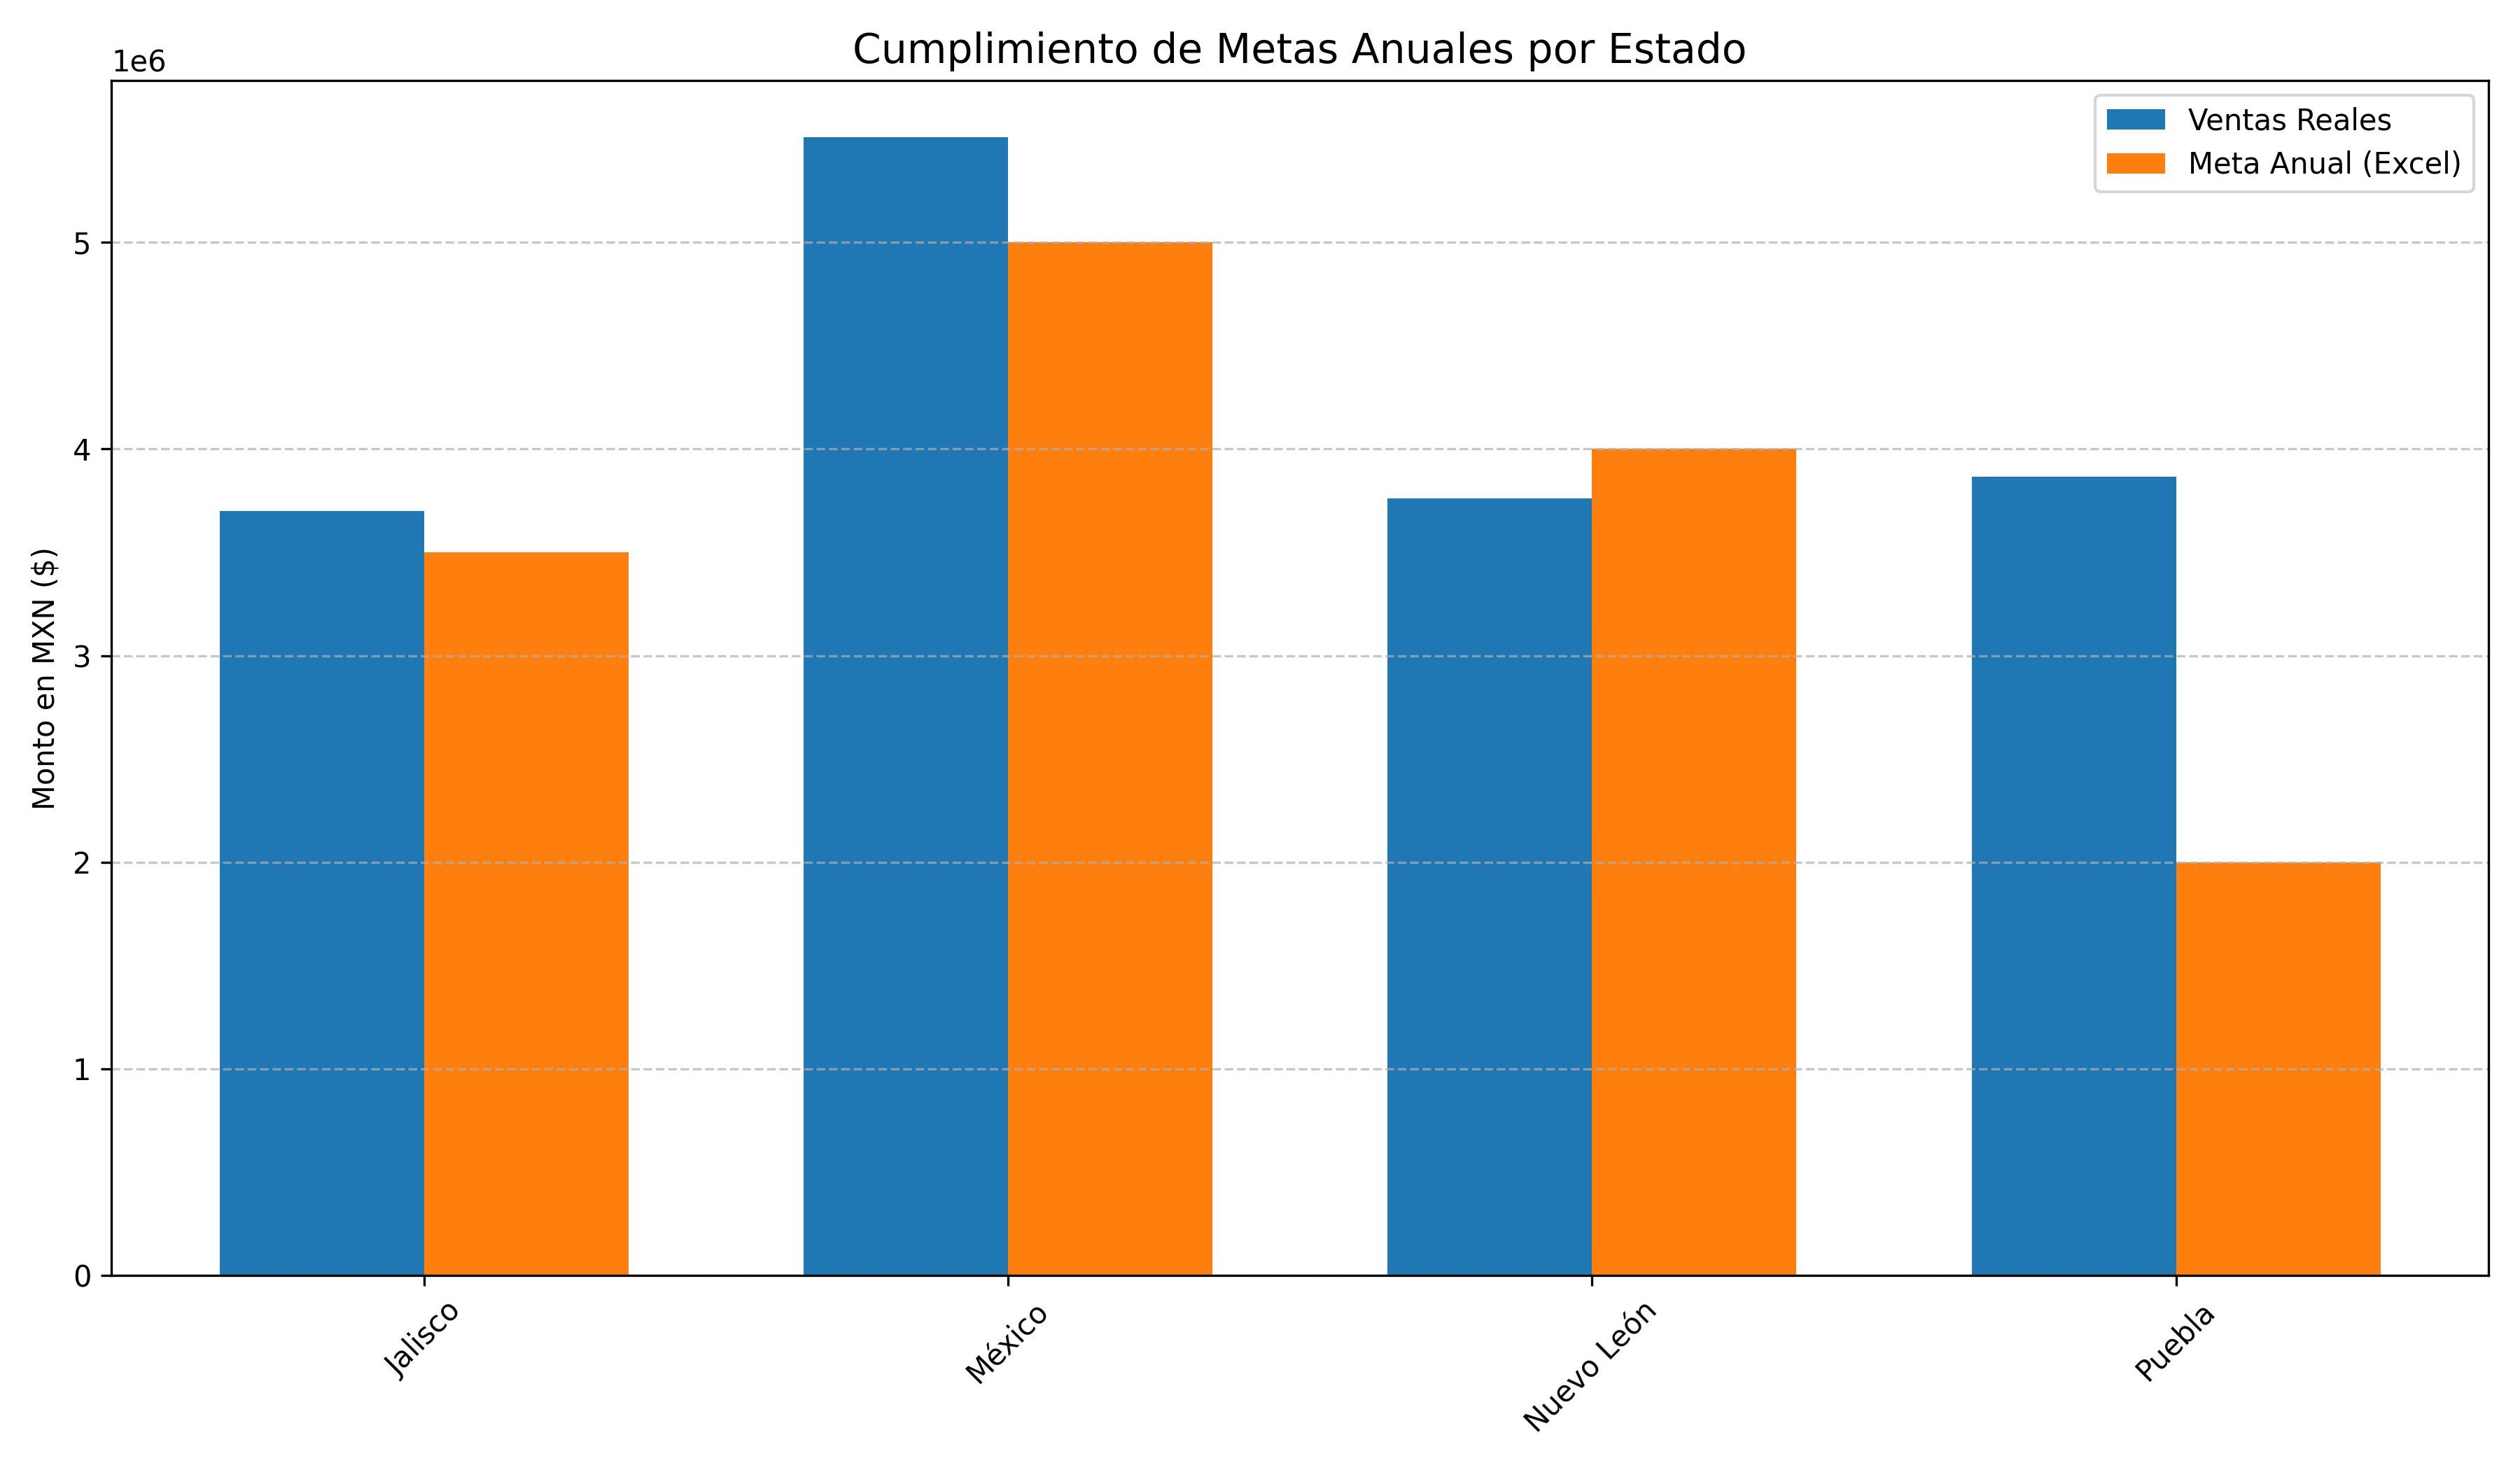 Cumplimiento de Metas Anuales por Estado
1e6
Ventas Reales
Meta Anual (Excel)
Monto en MXN ($)
5
4
3
2
1
0
Jalisco
México
Nuevo León
Puebla